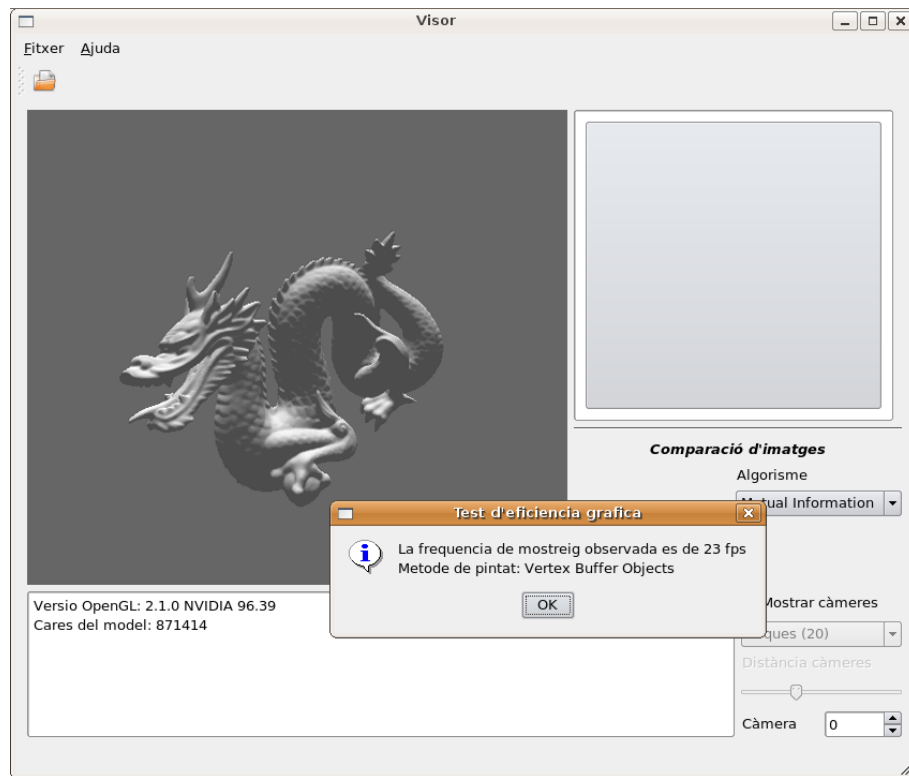 Visor
Fitxer Ajuda
Comparació d'imatges
Algorisme
Mutual Information
Test d'eficiencia grafica
La frequencia de mostreig observada es de 23 fps
Metode de pintat: Vertex Buffer Objects
OK
Versio OpenGL: 2.1.0 NVIDIA 96.39
Cares del model: 871414
Mostrar càmeres
(20)
Distància càmeres
Càmera 0